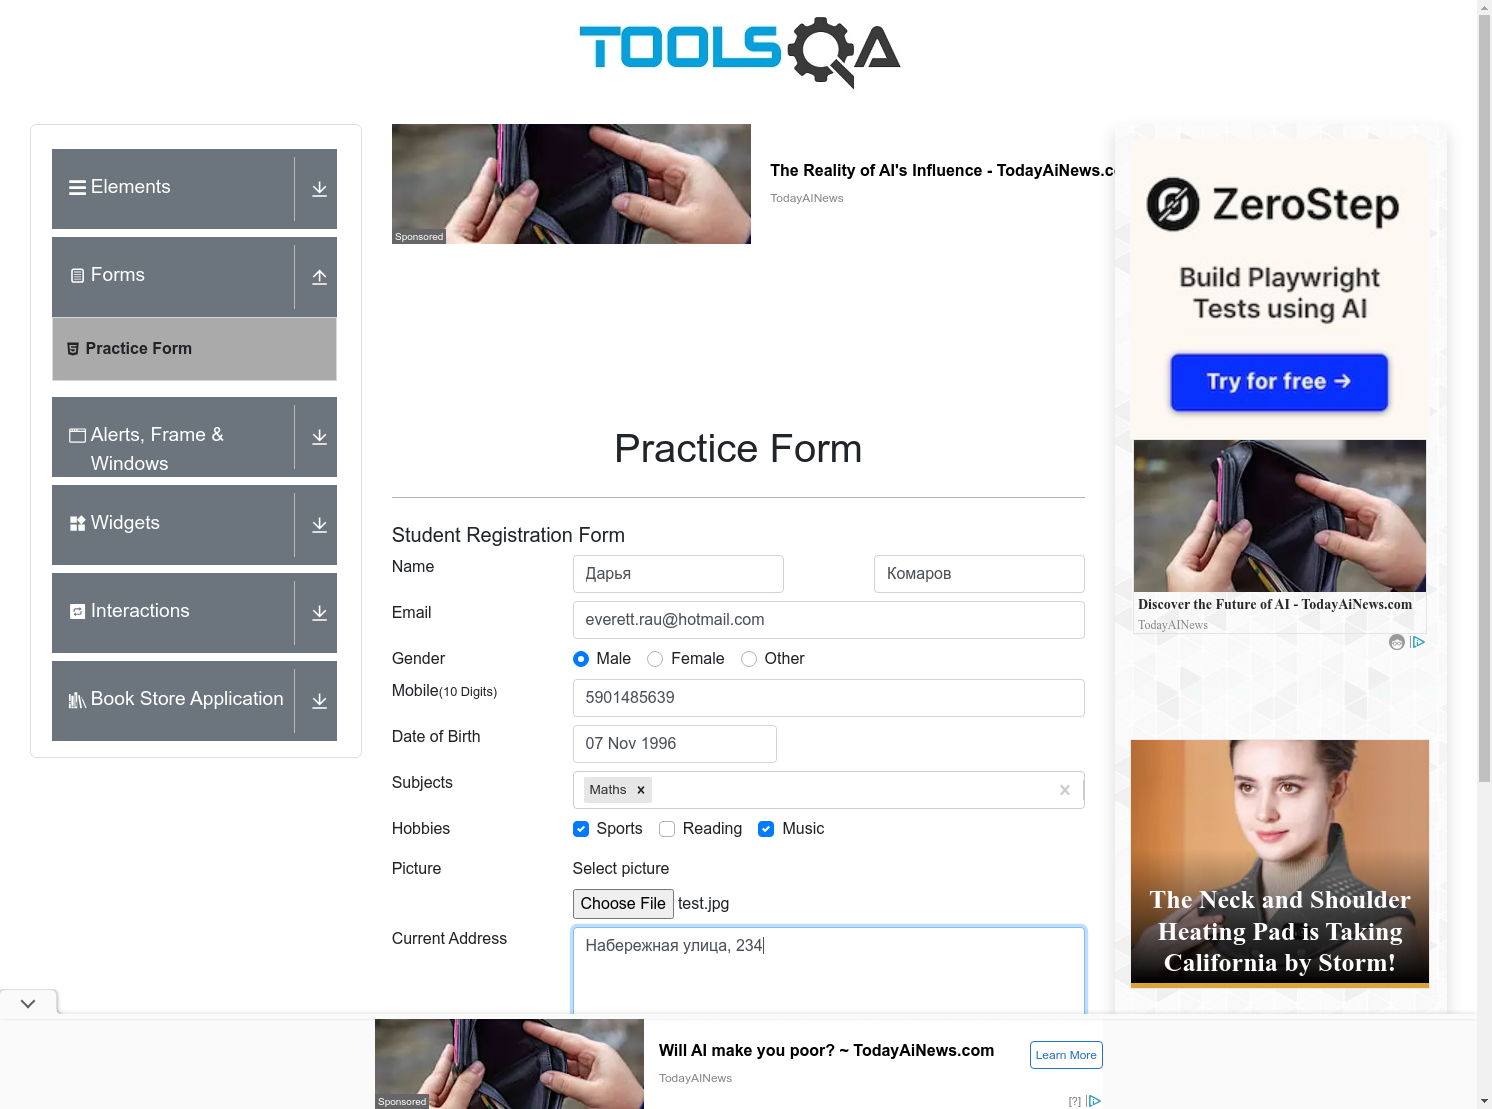 TOOLSQA
Elements
Forms
Practice Form
Alerts, Frame &
Windows
Widgets
Interactions
Book Store Application
Sponsored
The Reality of AI's Influence - TodayAiNews.c
TodayAINews
Practice Form
Student Registration Form
Name
Дарья
Комаров
Email
everett.rau@hotmail.com
Gender
Male
Female
Other
Mobile(10 Digits)
5901485639
Date of Birth
07 Nov 1996
Subjects
Maths
Hobbies
Sports
Reading
Music
Picture
Select picture
Choose File test.jpg
Current Address
Набережная улица, 234
ZeroStep
Build Playwright
Tests using AI
Try for free →
Discover the Future of AI - TodayAiNews.com
TodayAINews
The Neck and Shoulder
Heating Pad is Taking
California by Storm!
Sponsored
Will AI make you poor? ~ TodayAiNews.com
TodayAINews
Learn More
[?]